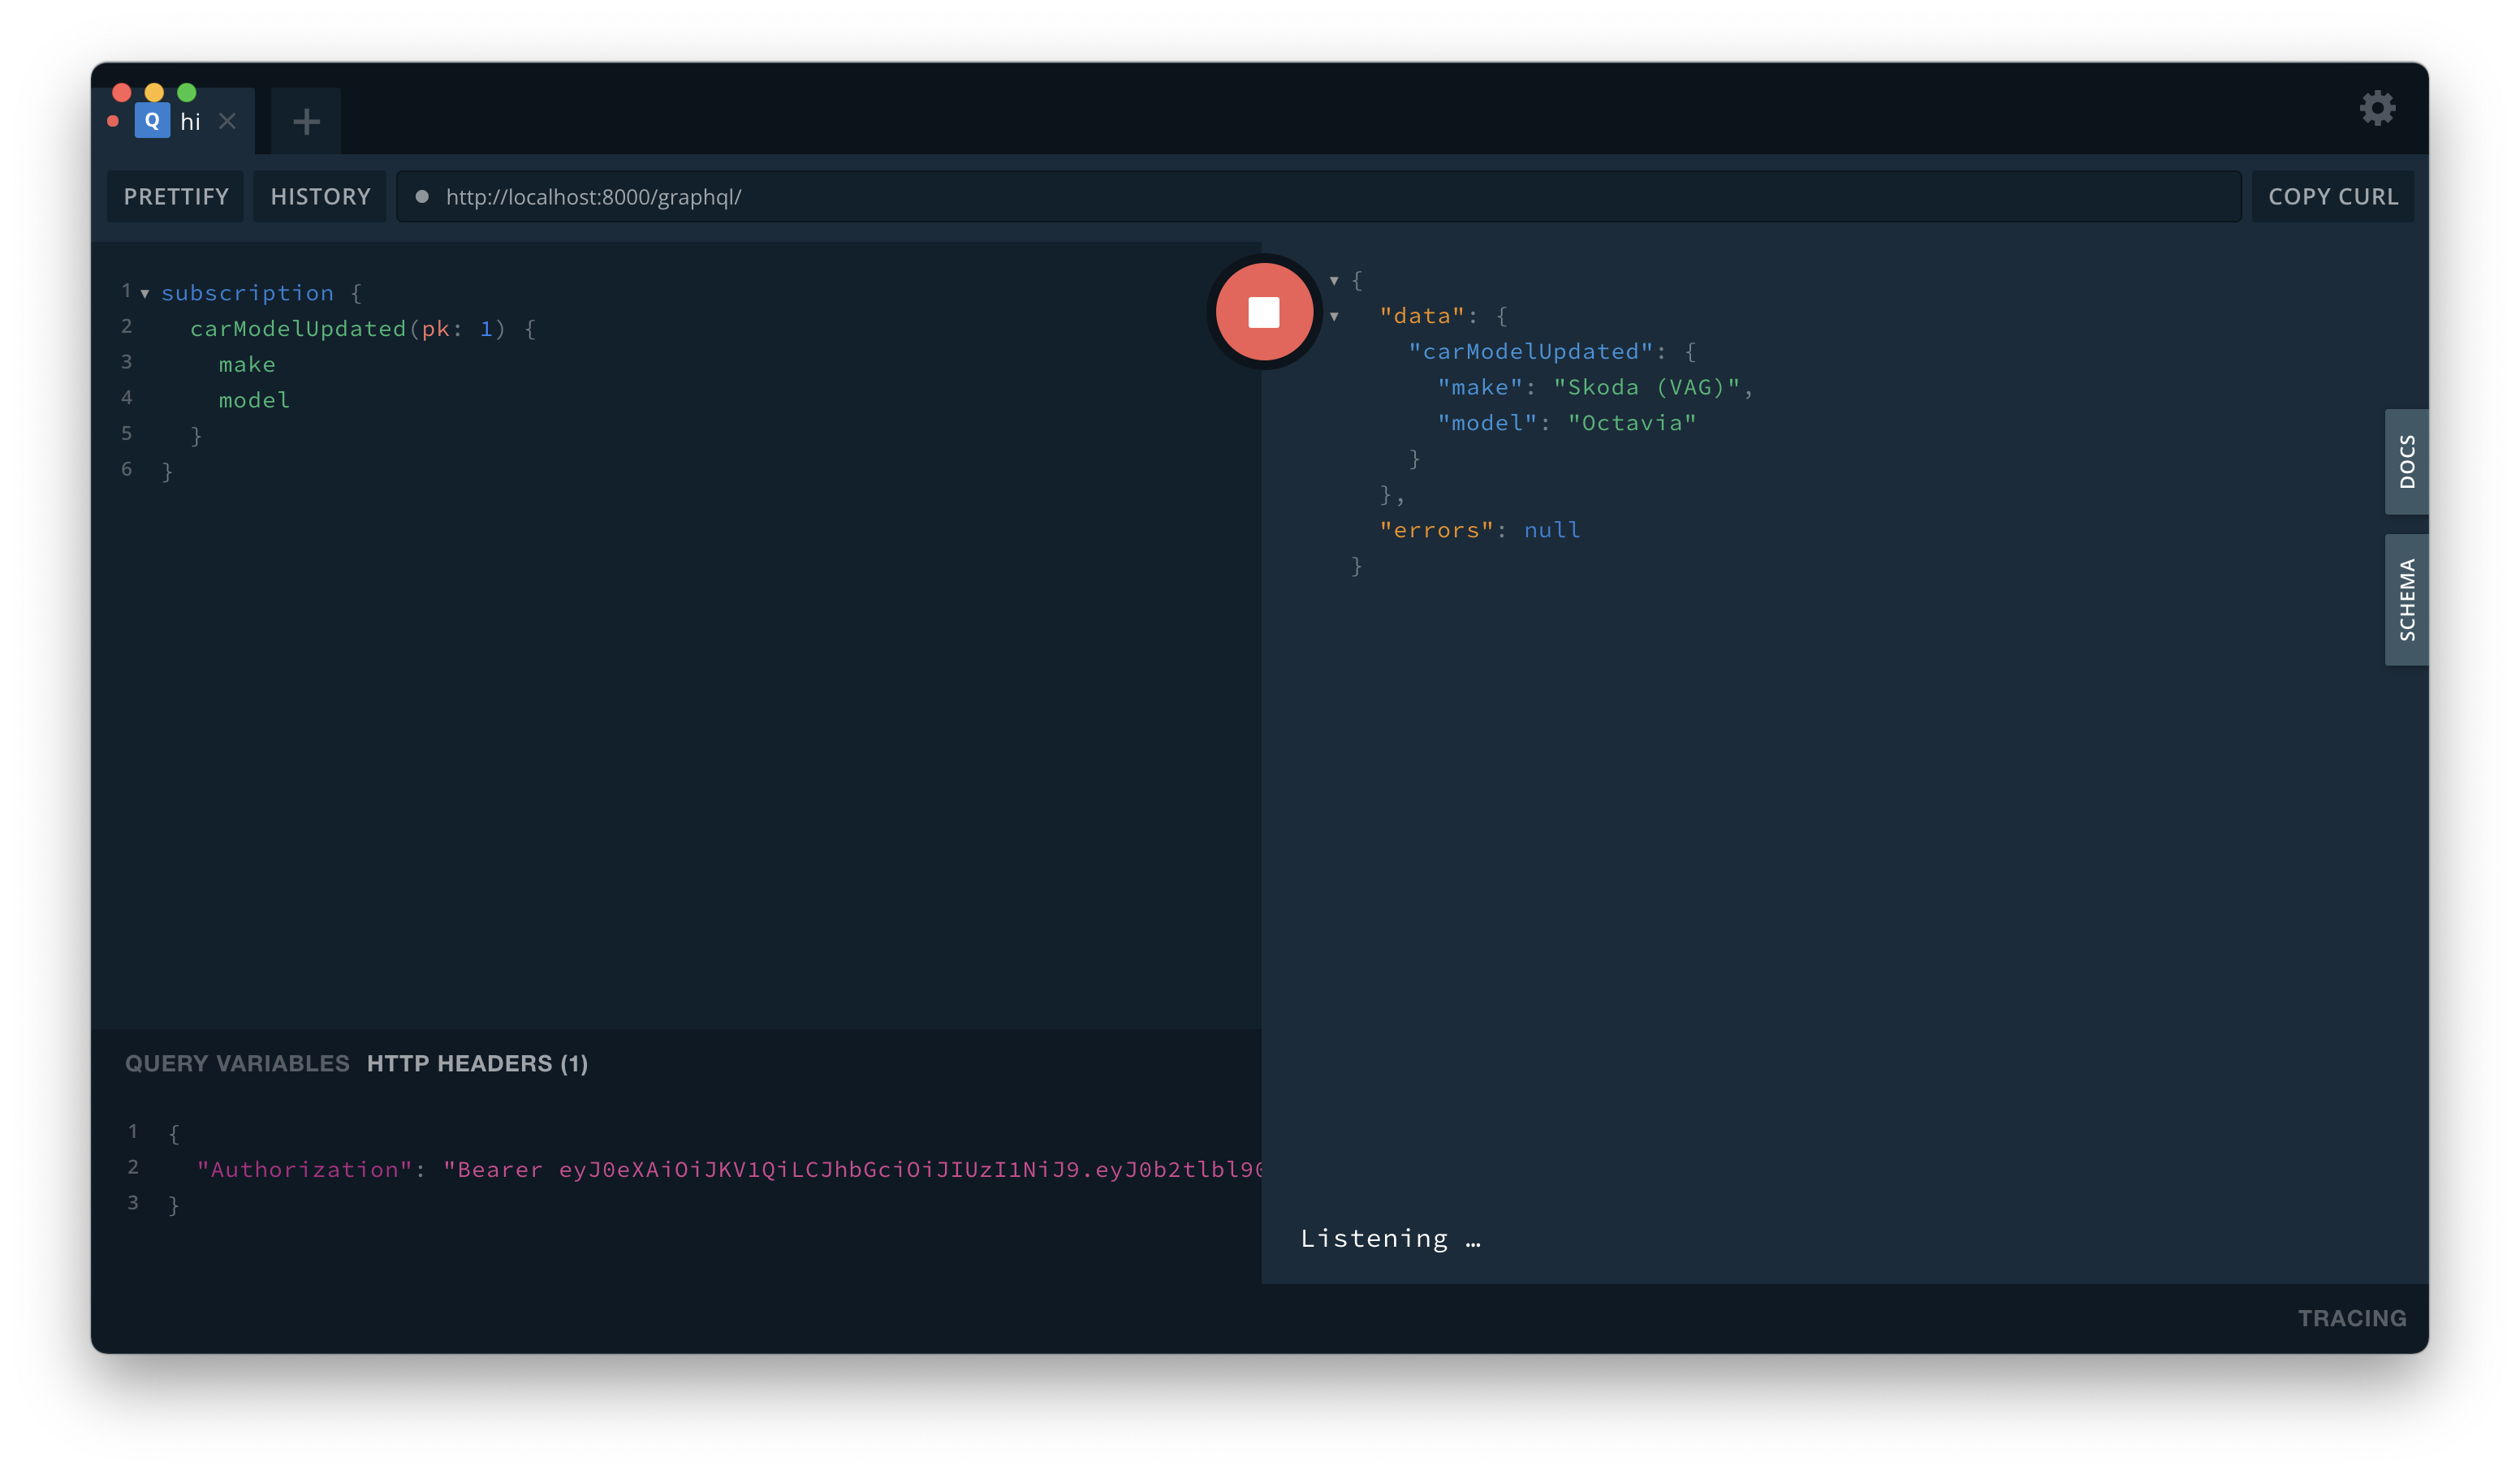 Q hi
PRETTIFY HISTORY http://localhost:8000/graphql/ COPY CURL
1 subscription {
2 carModelUpdated(pk: 1) {
3 make
4 model
5 }
6 }
{
"data": {
"carModelUpdated": {
"make": "Skoda (VAG)",
"model": "Octavia"
}
},
"errors": null
}
DOCS
SCHEMA
QUERY VARIABLES HTTP HEADERS (1)
1 {
2 "Authorization": "Bearer eyJ0eXAiOiJKV1QiLCJhbGciOiJIUzI1NiJ9.eyJ0b2tlbl90
3 }
Listening …
TRACING